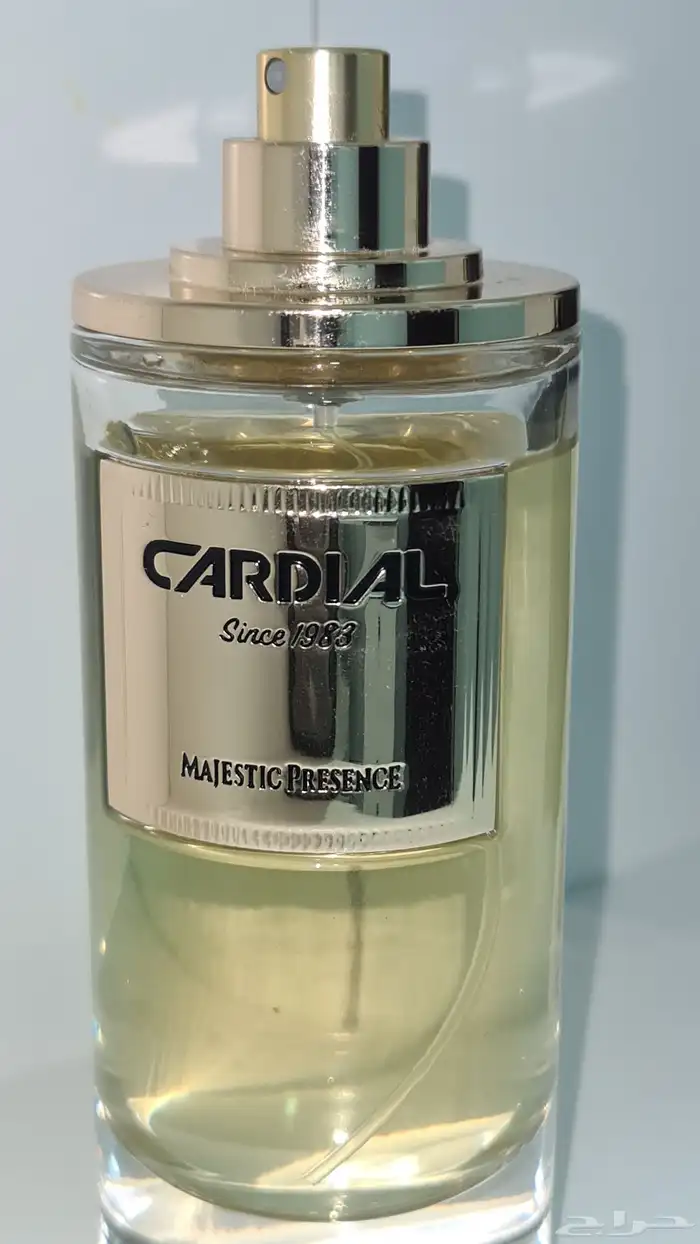 CARDIAL
Since 1983
MAJESTIC PRESENCE
حراج